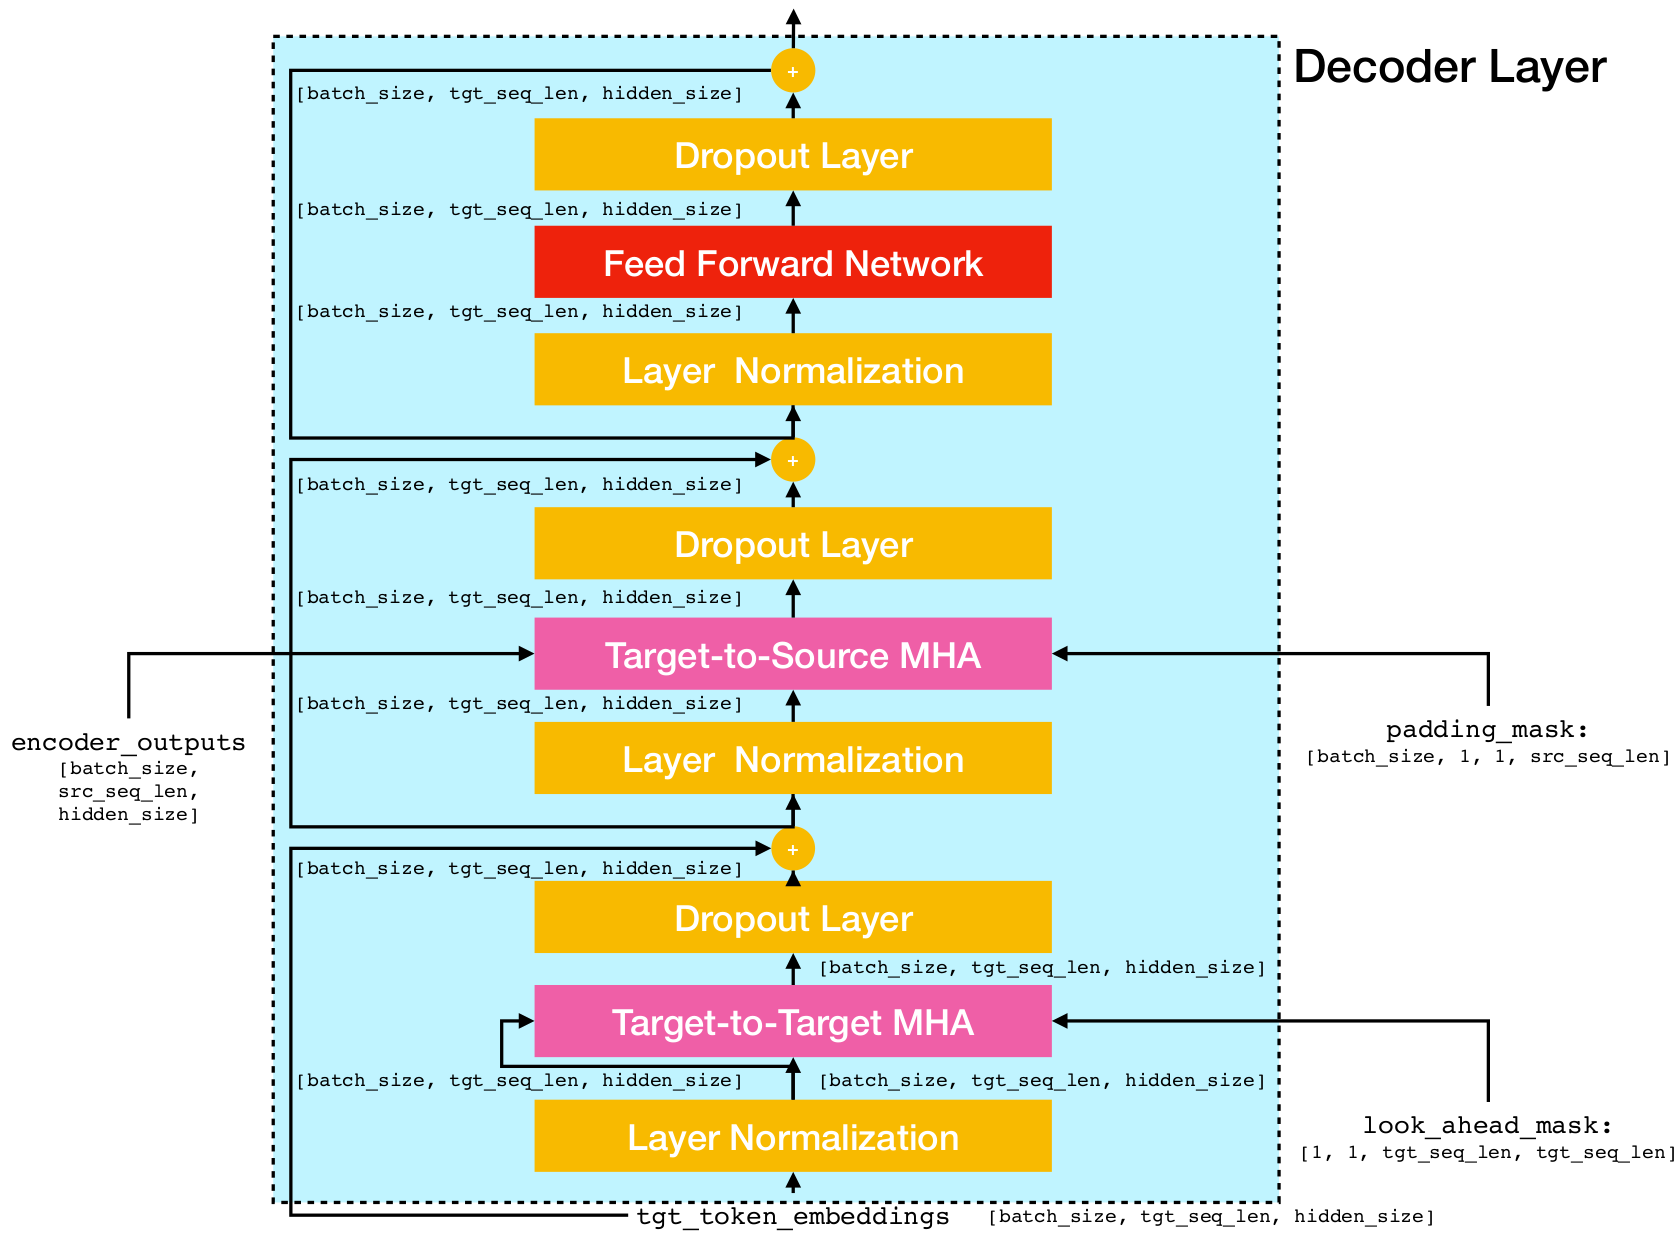 Decoder Layer
+
[batch_size, tgt_seq_len, hidden_size]
Dropout Layer
[batch_size, tgt_seq_len, hidden_size]
Feed Forward Network
[batch_size, tgt_seq_len, hidden_size]
Layer Normalization
+
[batch_size, tgt_seq_len, hidden_size]
Dropout Layer
[batch_size, tgt_seq_len, hidden_size]
Target-to-Source MHA
[batch_size, tgt_seq_len, hidden_size]
encoder_outputs
[batch_size,
src_seq_len,
hidden_size]
padding_mask:
[batch_size, 1, 1, src_seq_len]
Layer Normalization
+
[batch_size, tgt_seq_len, hidden_size]
Dropout Layer
[batch_size, tgt_seq_len, hidden_size]
Target-to-Target MHA
[batch_size, tgt_seq_len, hidden_size]
[batch_size, tgt_seq_len, hidden_size]
look_ahead_mask:
[1, 1, tgt_seq_len, tgt_seq_len]
Layer Normalization
tgt_token_embeddings
[batch_size, tgt_seq_len, hidden_size]